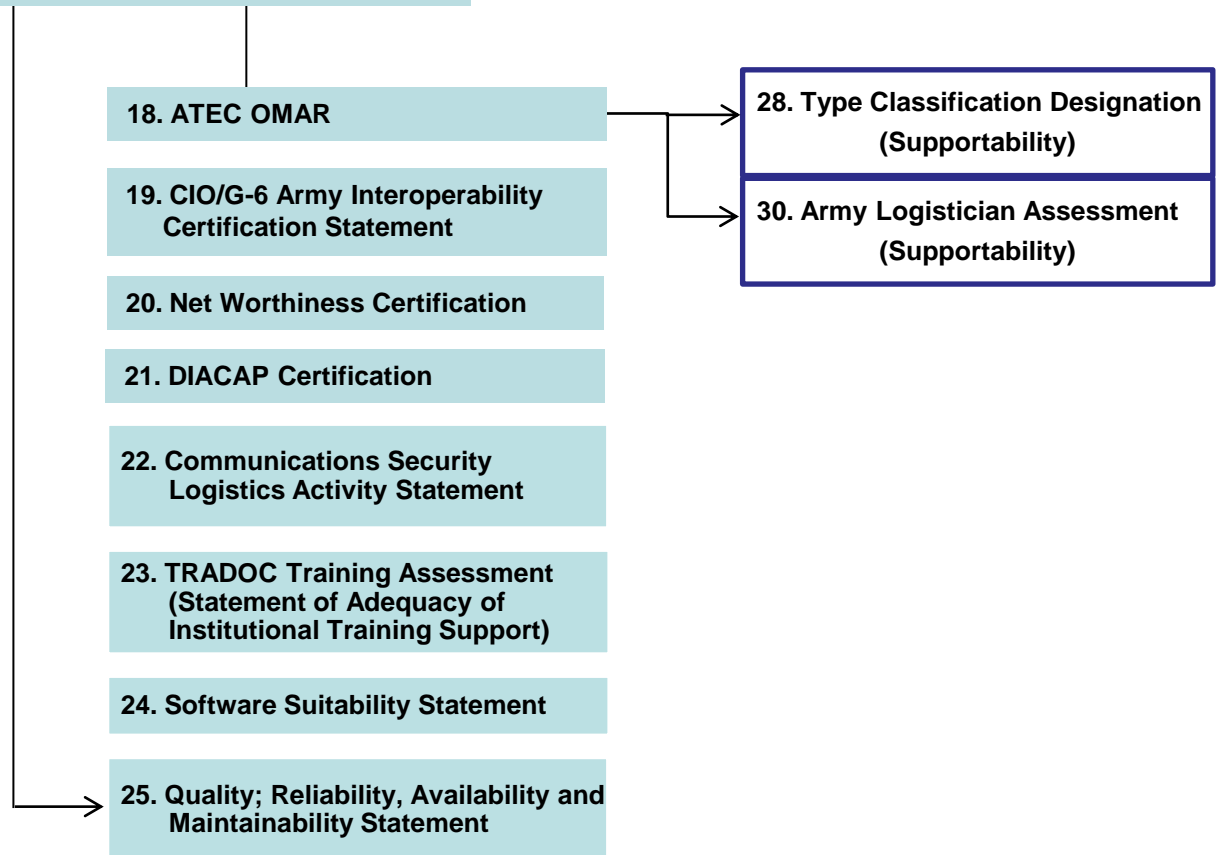 18. ATEC OMAR
19. CIO/G-6 Army Interoperability
Certification Statement
20. Net Worthiness Certification
21. DIACAP Certification
22. Communications Security
Logistics Activity Statement
23. TRADOC Training Assessment
(Statement of Adequacy of
Institutional Training Support)
24. Software Suitability Statement
25. Quality; Reliability, Availability and
Maintainability Statement
28. Type Classification Designation
(Supportability)
30. Army Logistician Assessment
(Supportability)